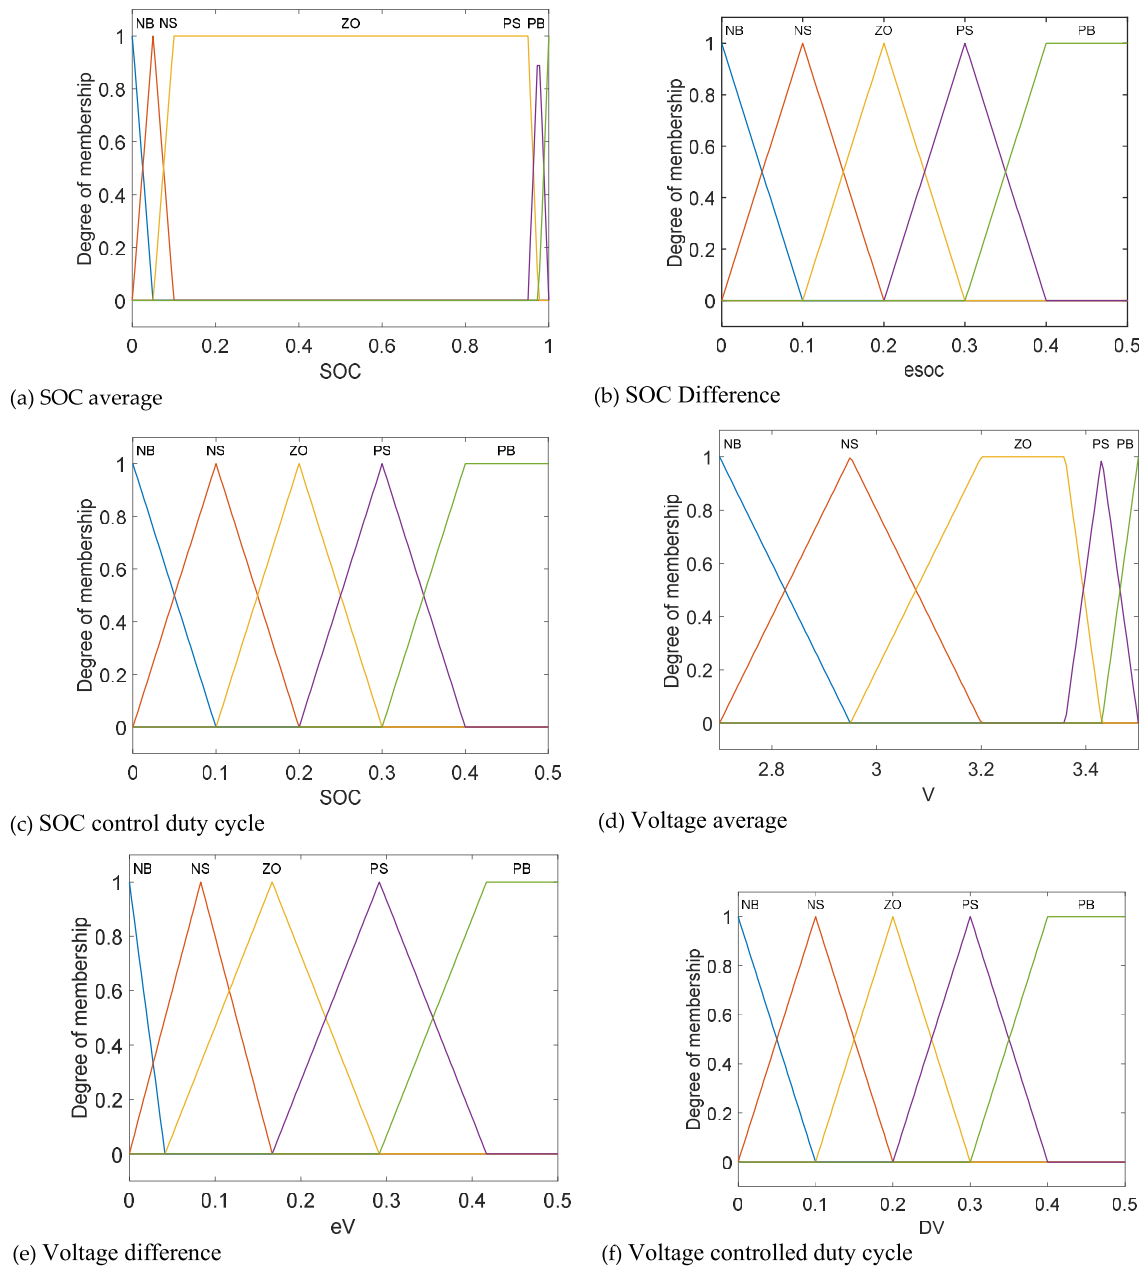 NB NS ZO PS PB
1
0.8
0.6
0.4
0.2
0
Degree of membership
0 0.2 0.4 0.6 0.8 1
SOC
(a) SOC average
NB NS ZO PS PB
1
0.8
0.6
0.4
0.2
0
Degree of membership
0 0.1 0.2 0.3 0.4 0.5
esoc
(b) SOC Difference
NB NS ZO PS PB
1
0.8
0.6
0.4
0.2
0
Degree of membership
0 0.1 0.2 0.3 0.4 0.5
SOC
(c) SOC control duty cycle
NB NS ZO PS PB
1
0.8
0.6
0.4
0.2
0
Degree of membership
2.8 3 3.2 3.4
V
(d) Voltage average
NB NS ZO PS PB
1
0.8
0.6
0.4
0.2
0
Degree of membership
0 0.1 0.2 0.3 0.4 0.5
eV
(e) Voltage difference
NB NS ZO PS PB
1
0.8
0.6
0.4
0.2
0
Degree of membership
0 0.1 0.2 0.3 0.4 0.5
DV
(f) Voltage controlled duty cycle